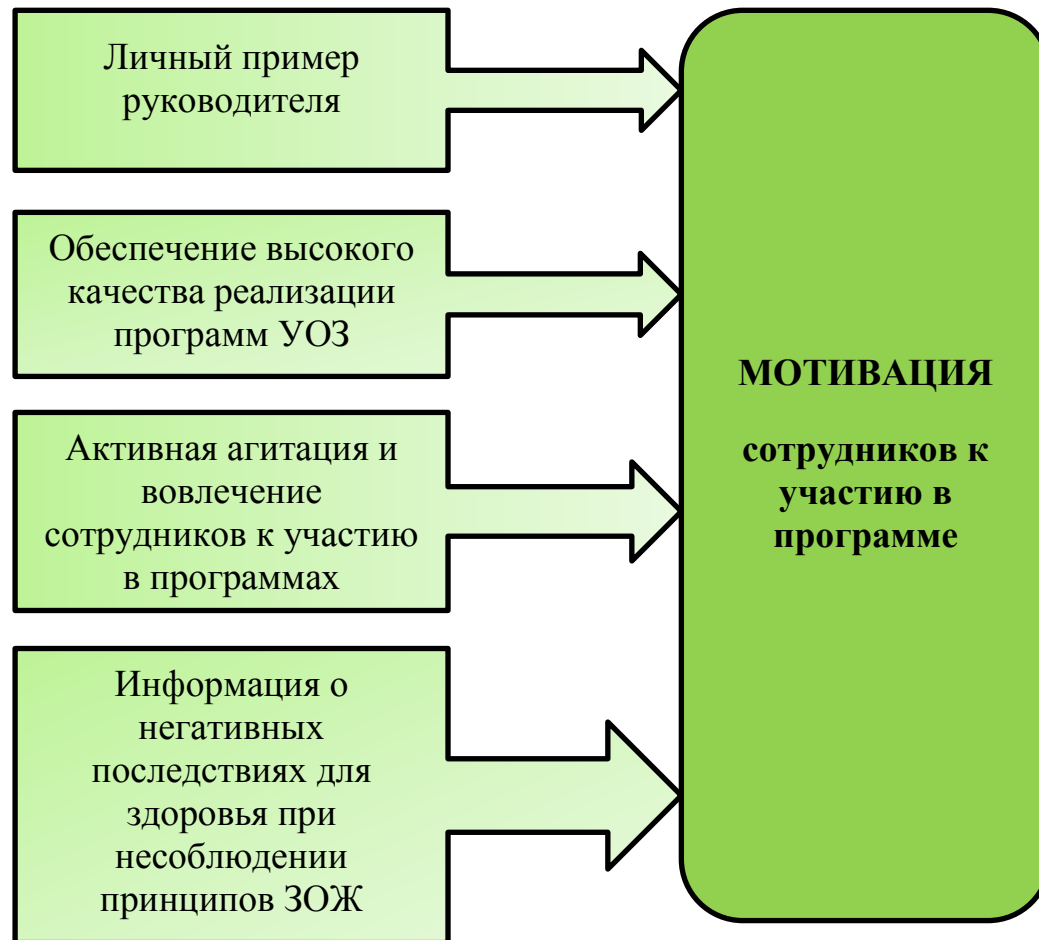 Личный пример
руководителя
Обеспечение высокого
качества реализации
программ УОЗ
Активная агитация и
вовлечение
сотрудников к участию
в программах
Информация о
негативных
последствиях для
здоровья при
несоблюдении
принципов ЗОЖ
МОТИВАЦИЯ
сотрудников к
участию в
программе